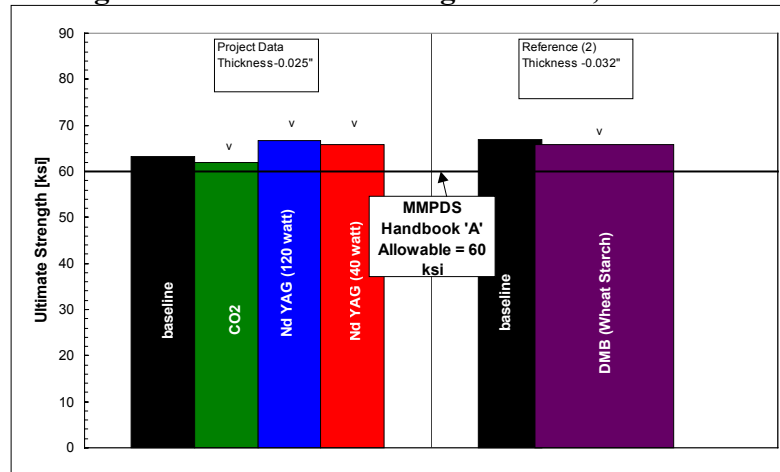 90
80
70
60
50
40
30
20
10
0
Ultimate Strength [ksi]
Project Data
Thickness-0.025"
Reference (2)
Thickness -0.032"
v
v
v
v
baseline
CO2
Nd YAG (120 watt)
Nd YAG (40 watt)
MMPDS
Handbook 'A'
Allowable = 60
ksi
baseline
DMB (Wheat Starch)